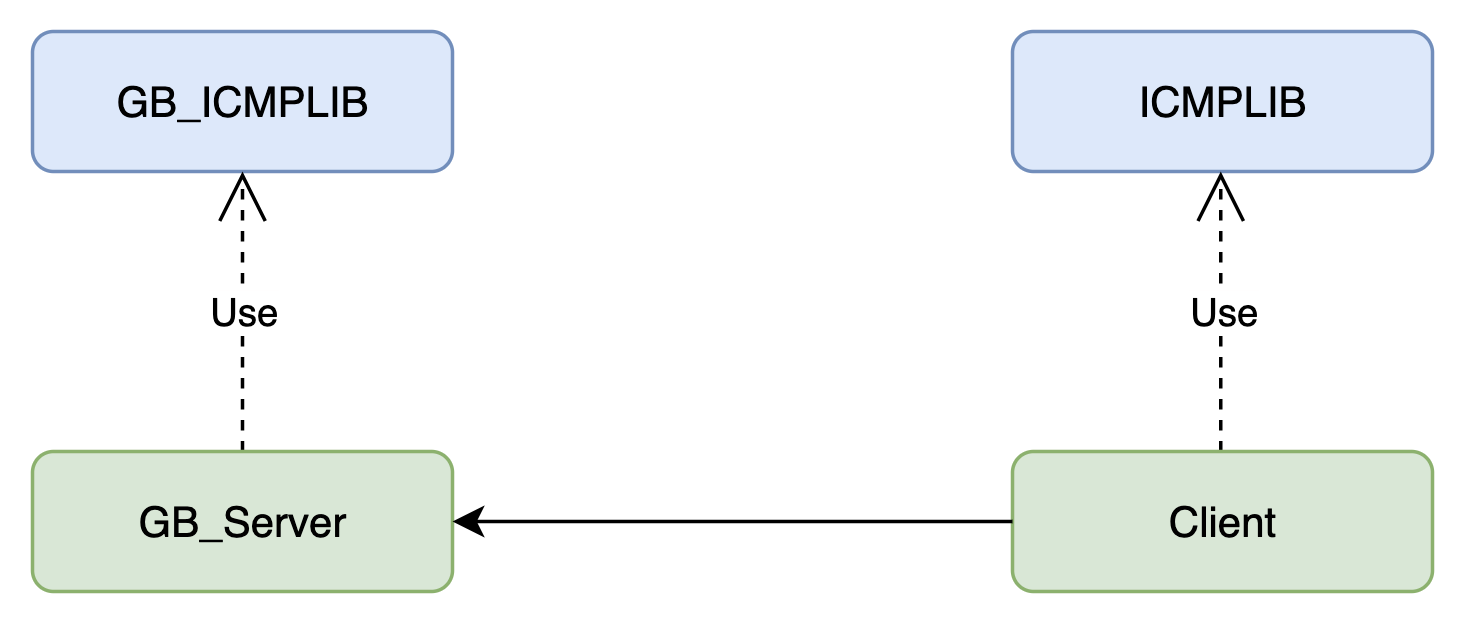 GB_ICMPLIB
ICMPLIB
Use
Use
GB_Server
Client